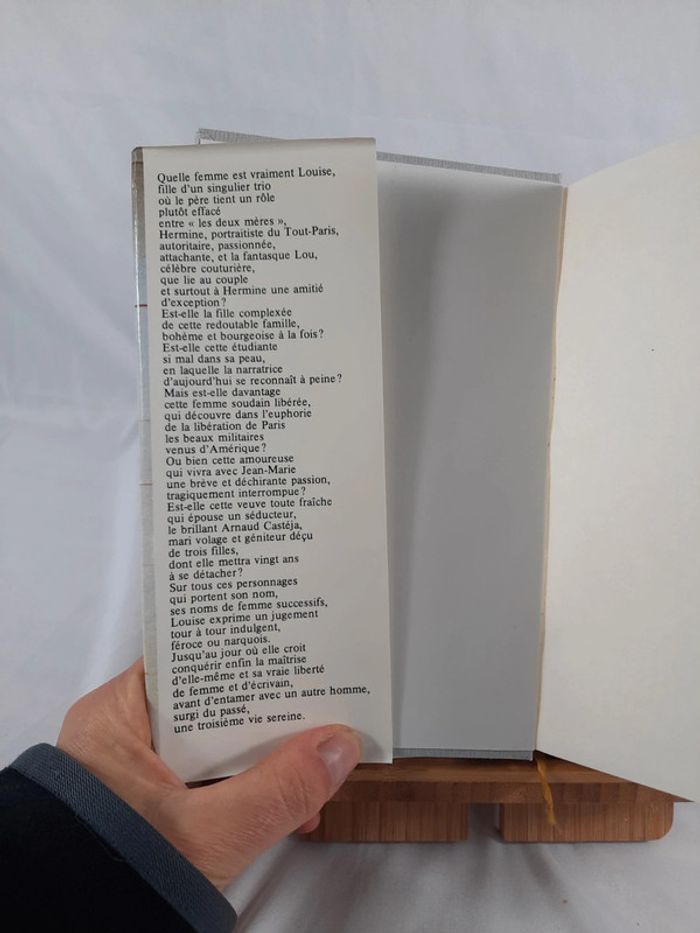 Quelle femme est vraiment Louise,
fille d'un singulier trio
où le père tient un rôle
plutôt effacé
entre « les deux mères »,
Hermine, portraitiste du Tout-Paris,
autoritaire, passionnée,
attachante, et la fantasque Lou,
célèbre couturière,
que lie au couple
et surtout à Hermine une amitié
d'exception ?
Est-elle la fille complexée
de cette redoutable famille,
bohème et bourgeoise à la fois ?
Est-elle cette étudiante
si mal dans sa peau,
en laquelle la narratrice
d'aujourd'hui se reconnaît à peine ?
Mais est-elle davantage
cette femme soudain libérée,
qui découvre dans l'euphorie
de la libération de Paris
les beaux militaires
venus d'Amérique ?
Ou bien cette amoureuse
qui vivra avec Jean-Marie
une brève et déchirante passion,
tragiquement interrompue ?
Est-elle cette veuve toute fraîche
qui épouse un séducteur,
le brillant Arnaud Castéja,
mari volage et géniteur déçu
de trois filles,
dont elle mettra vingt ans
à se détacher ?
Sur tous ces personnages
qui portent son nom,
ses noms de femme successifs,
Louise exprime un jugement
tour à tour indulgent,
féroce ou narquois.
Jusqu'au jour où elle croit
conquérir enfin la maîtrise
d'elle-même et sa vraie liberté
de femme et d'écrivain,
avant d'entamer avec un autre homme,
surgi du passé,
une troisième vie sereine.